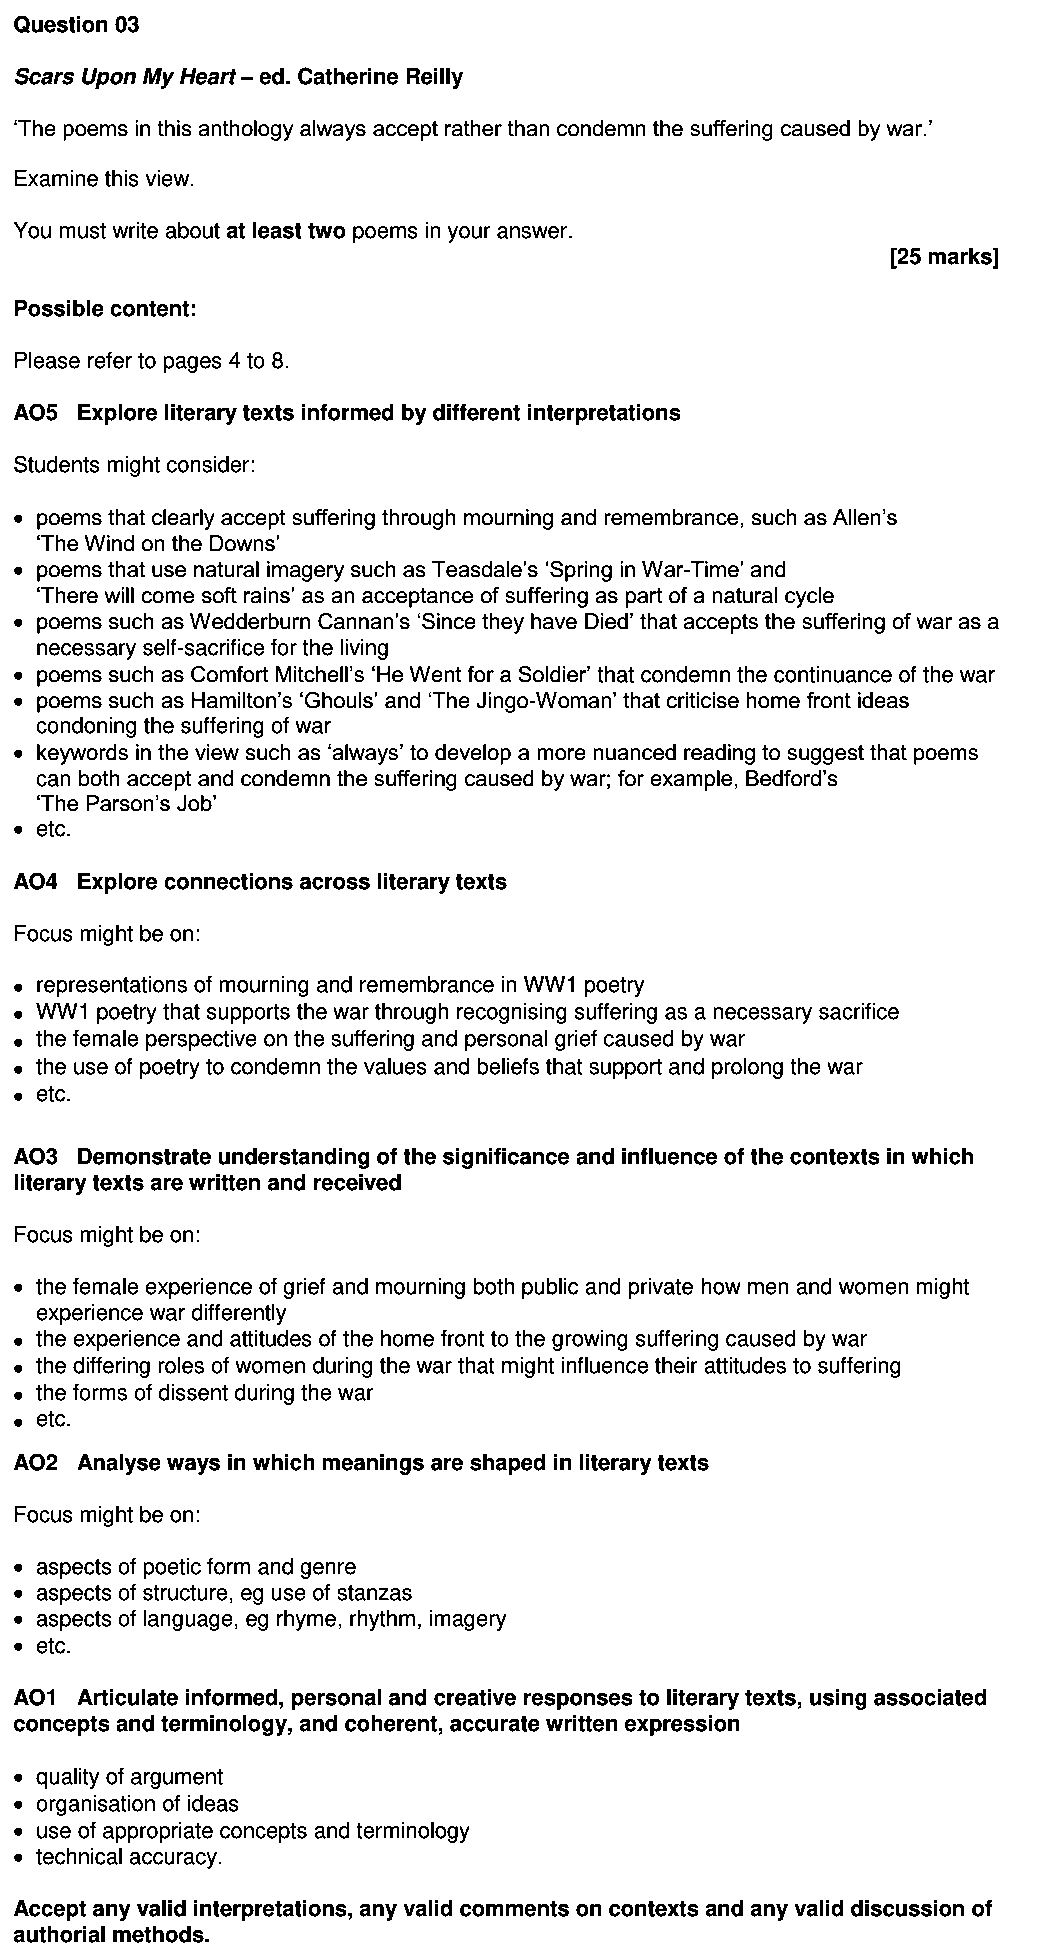 Question 03
Scars Upon My Heart – ed. Catherine Reilly
‘The poems in this anthology always accept rather than condemn the suffering caused by war.’
Examine this view.
You must write about at least two poems in your answer.
[25 marks]
Possible content:
Please refer to pages 4 to 8.
AO5 Explore literary texts informed by different interpretations
Students might consider:
• poems that clearly accept suffering through mourning and remembrance, such as Allen’s
‘The Wind on the Downs’
• poems that use natural imagery such as Teasdale’s ‘Spring in War-Time’ and
‘There will come soft rains’ as an acceptance of suffering as part of a natural cycle
• poems such as Wedderburn Cannan’s ‘Since they have Died’ that accepts the suffering of war as a
necessary self-sacrifice for the living
• poems such as Comfort Mitchell’s ‘He Went for a Soldier’ that condemn the continuance of the war
• poems such as Hamilton’s ‘Ghouls’ and ‘The Jingo-Woman’ that criticise home front ideas
condoning the suffering of war
• keywords in the view such as ‘always’ to develop a more nuanced reading to suggest that poems
can both accept and condemn the suffering caused by war; for example, Bedford’s
‘The Parson’s Job’
• etc.
AO4 Explore connections across literary texts
Focus might be on:
• representations of mourning and remembrance in WW1 poetry
• WW1 poetry that supports the war through recognising suffering as a necessary sacrifice
• the female perspective on the suffering and personal grief caused by war
• the use of poetry to condemn the values and beliefs that support and prolong the war
• etc.
AO3 Demonstrate understanding of the significance and influence of the contexts in which
literary texts are written and received
Focus might be on:
• the female experience of grief and mourning both public and private how men and women might
experience war differently
• the experience and attitudes of the home front to the growing suffering caused by war
• the differing roles of women during the war that might influence their attitudes to suffering
• the forms of dissent during the war
• etc.
AO2 Analyse ways in which meanings are shaped in literary texts
Focus might be on:
• aspects of poetic form and genre
• aspects of structure, eg use of stanzas
• aspects of language, eg rhyme, rhythm, imagery
• etc.
AO1 Articulate informed, personal and creative responses to literary texts, using associated
concepts and terminology, and coherent, accurate written expression
• quality of argument
• organisation of ideas
• use of appropriate concepts and terminology
• technical accuracy.
Accept any valid interpretations, any valid comments on contexts and any valid discussion of
authorial methods.